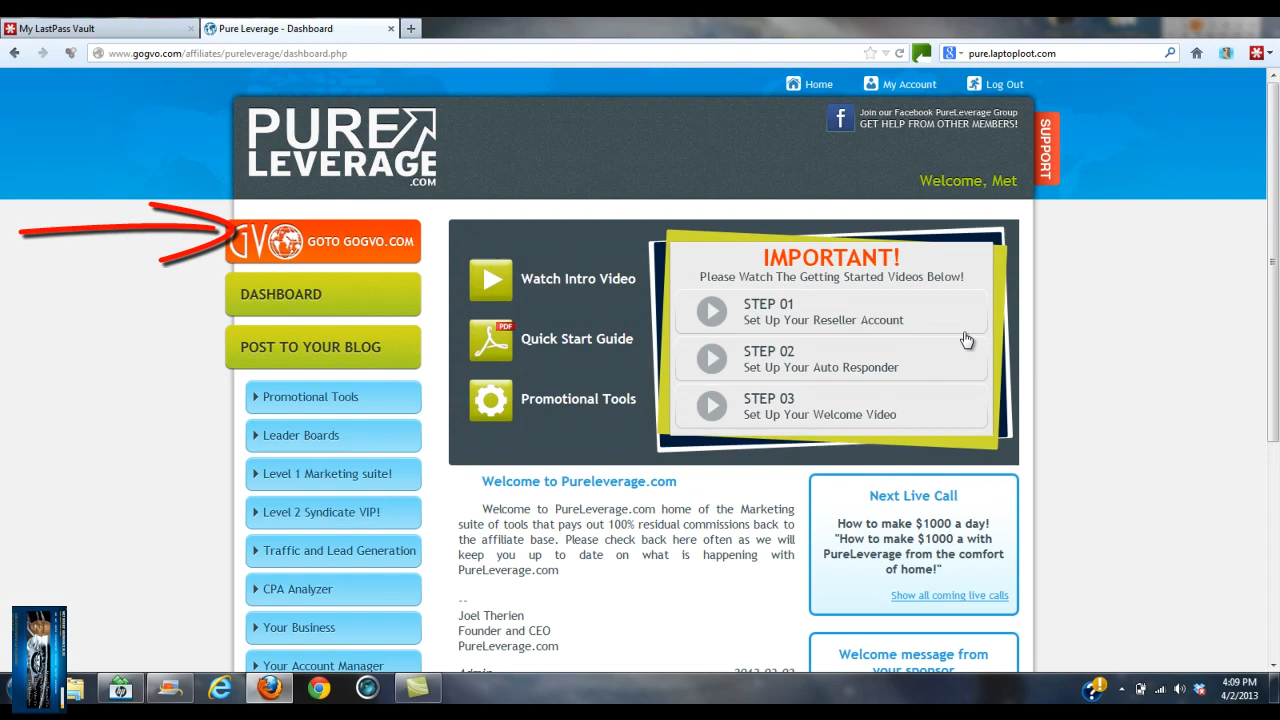 My LastPass Vault
Pure Leverage - Dashboard
www.gogvo.com/affiliates/pureleverage/dashboard.php
pure.laptoploot.com
Home
My Account
Log Out
PURE
LEVERAGE
.COM
Join our Facebook PureLeverage Group
GET HELP FROM OTHER MEMBERS!
SUPPORT
Welcome, Met
GVO GOTO GOGVO.COM
DASHBOARD
POST TO YOUR BLOG
Promotional Tools
Leader Boards
Level 1 Marketing suite!
Level 2 Syndicate VIP!
Traffic and Lead Generation
CPA Analyzer
Your Business
Your Account Manager
Watch Intro Video
PDF
Quick Start Guide
Promotional Tools
IMPORTANT!
Please Watch The Getting Started Videos Below!
STEP 01
Set Up Your Reseller Account
STEP 02
Set Up Your Auto Responder
STEP 03
Set Up Your Welcome Video
Welcome to Pureleverage.com
Welcome to PureLeverage.com home of the Marketing
suite of tools that pays out 100% residual commissions back to
the affiliate base. Please check back here often as we will
keep you up to date on what is happening with
PureLeverage.com
--
Joel Therien
Founder and CEO
PureLeverage.com
Next Live Call
How to make $1000 a day!
"How to make $1000 a with
PureLeverage from the comfort
of home!"
Show all coming live calls
Welcome message from
your sponsor
4:09 PM
4/2/2013